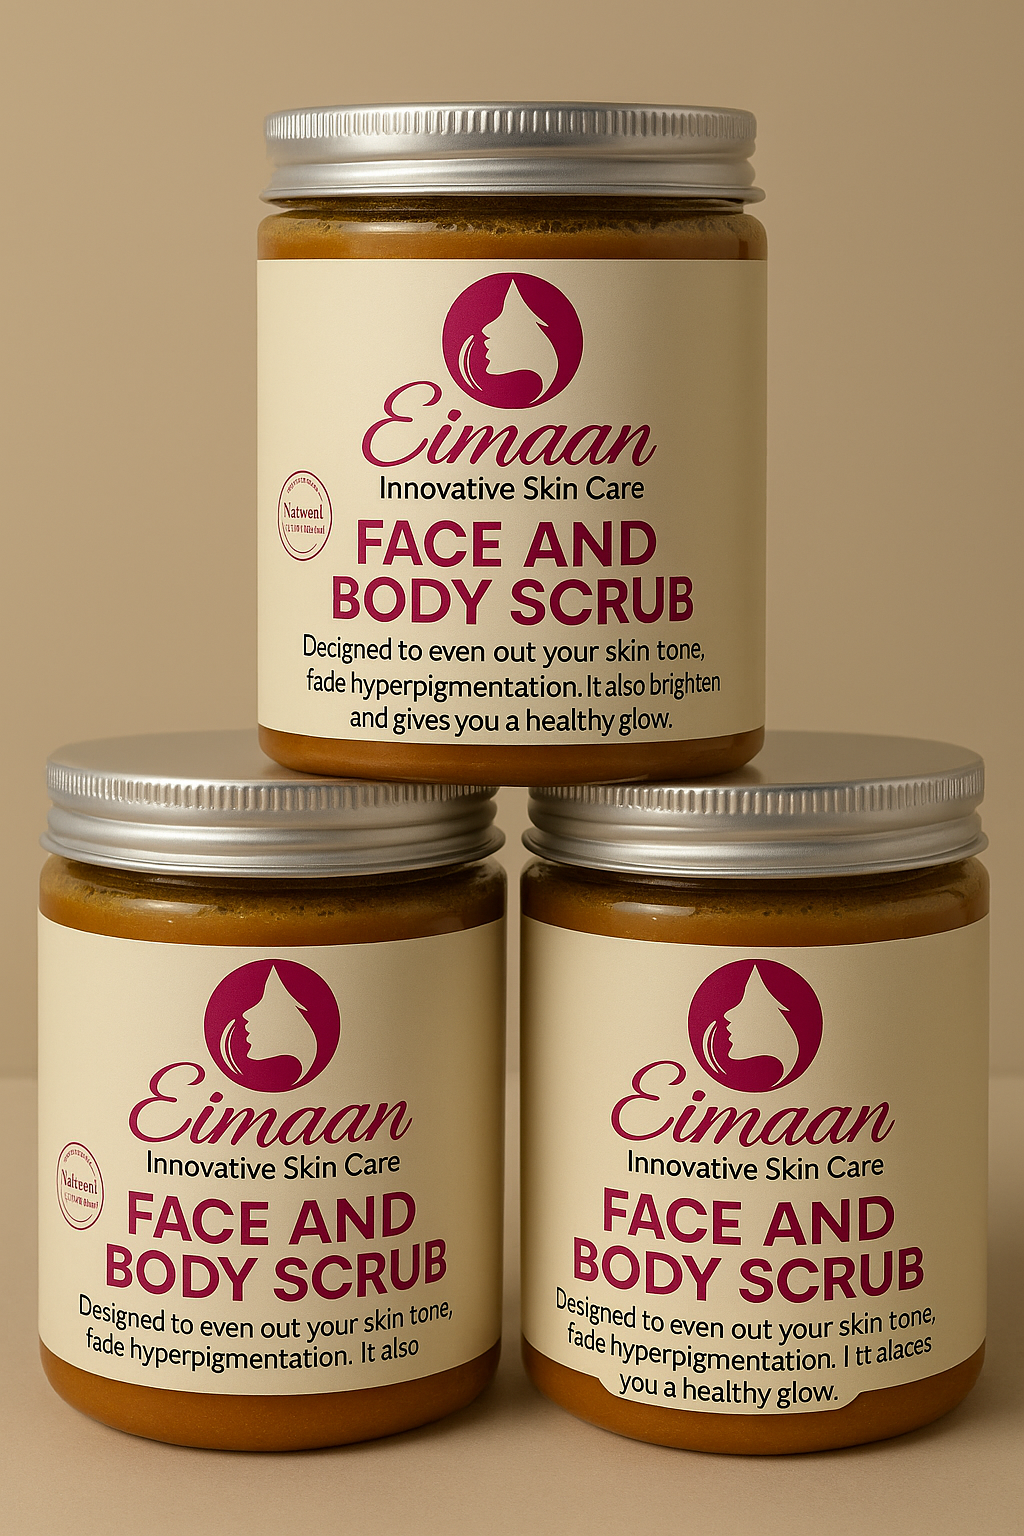 Eimaan
Innovative Skin Care
Natwenl
FACE AND
BODY SCRUB
Decigned to even out your skin tone,
fade hyperpigmentation. It also brighten
and gives you a healthy glow.
Eimaan
Innovative Skin Care
Nafteenl
FACE AND
BODY SCRUB
Designed to even out your skin tone,
fade hyperpigmentation. It also
Eimaan
Innovative Skin Care
FACE AND
BODY SCRUB
Designed to even out your skin tone,
fade hyperpigmentation. I tt alaces
you a healthy glow.